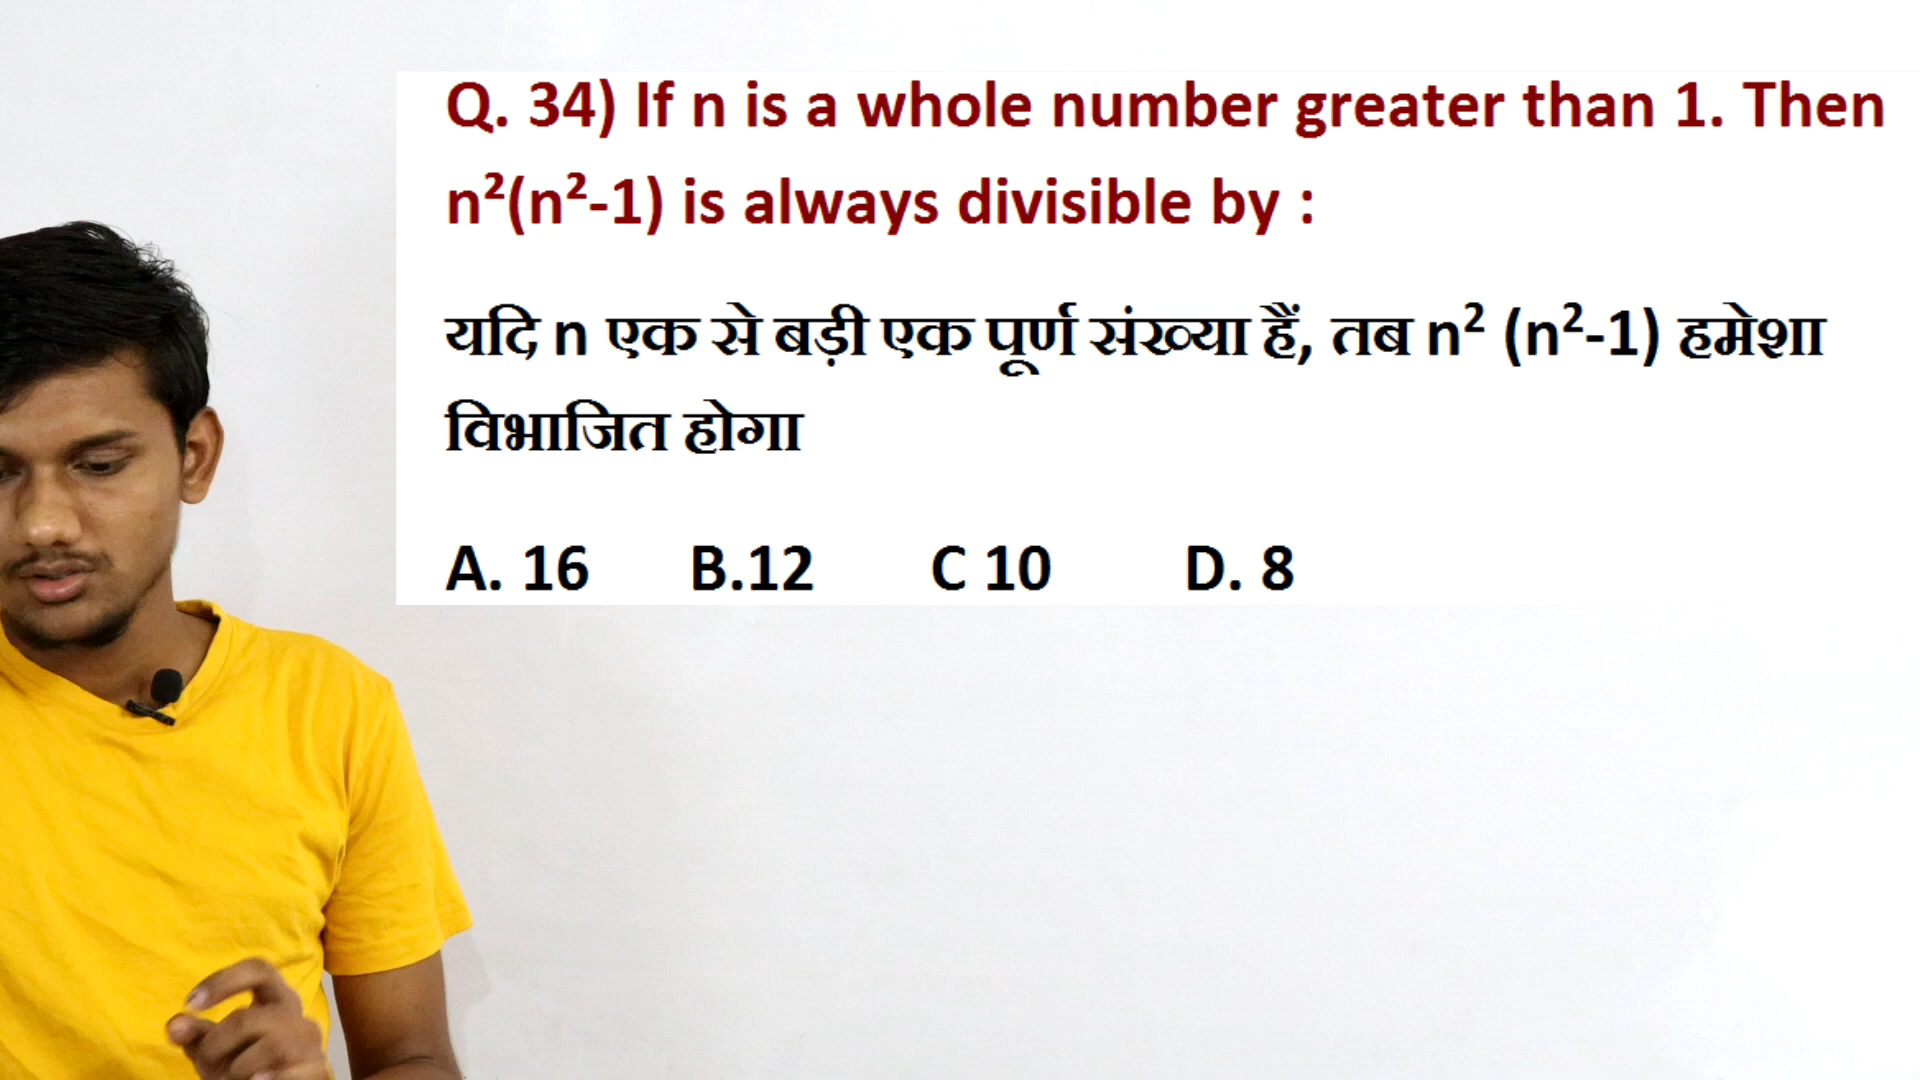 Q. 34) If n is a whole number greater than 1. Then
n²(n²-1) is always divisible by :
यदि n एक से बड़ी एक पूर्ण संख्या हैं, तब n² (n²-1) हमेशा
विभाजित होगा
A. 16 B.12 C 10 D. 8